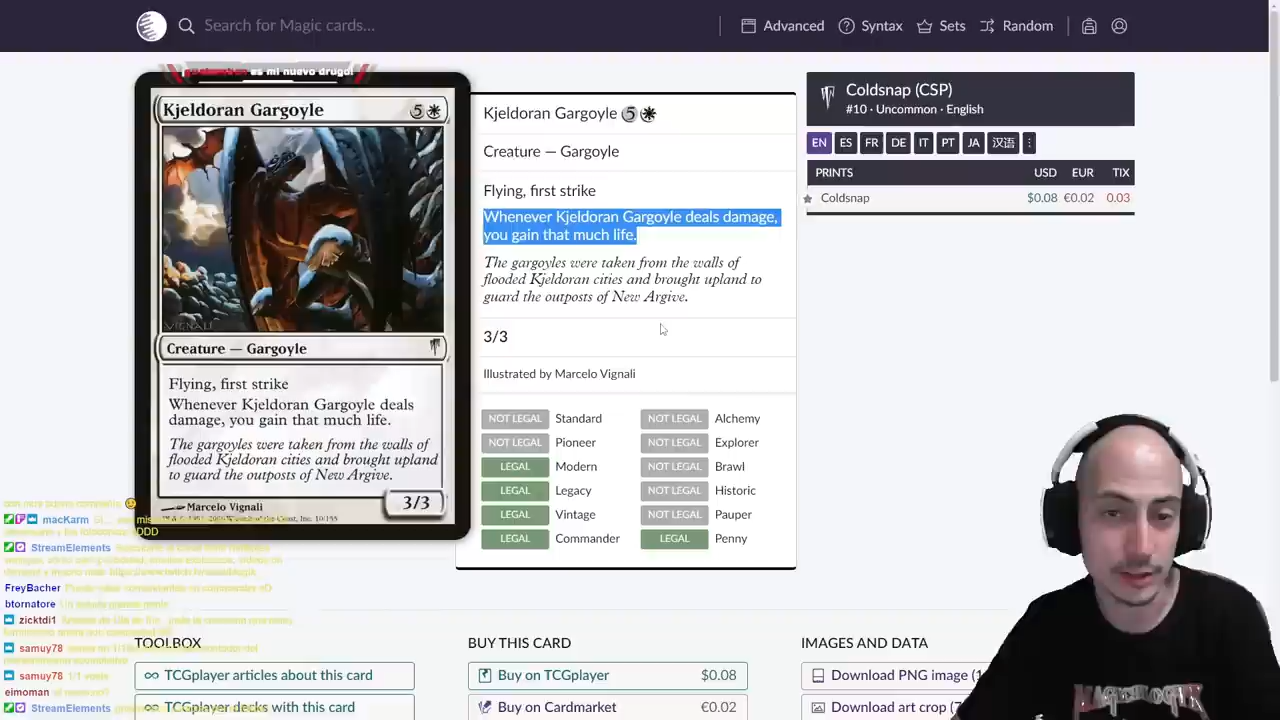 Search for Magic cards...
Advanced
Syntax
Sets
Random
es mi nuevo drugo!
Kjeldoran Gargoyle 5
Creature — Gargoyle
Flying, first strike
Whenever Kjeldoran Gargoyle deals
damage, you gain that much life.
The gargoyles were taken from the walls of
flooded Kjeldoran cities and brought upland
to guard the outposts of New Argive.
3/3
Marcelo Vignali
VIGNALI
Kjeldoran Gargoyle 5
Creature — Gargoyle
Flying, first strike
Whenever Kjeldoran Gargoyle deals damage,
you gain that much life.
The gargoyles were taken from the walls of
flooded Kjeldoran cities and brought upland to
guard the outposts of New Argive.
3/3
Illustrated by Marcelo Vignali
NOT LEGAL Standard NOT LEGAL Alchemy
NOT LEGAL Pioneer NOT LEGAL Explorer
LEGAL Modern NOT LEGAL Brawl
LEGAL Legacy NOT LEGAL Historic
LEGAL Vintage NOT LEGAL Pauper
LEGAL Commander LEGAL Penny
Coldsnap (CSP)
#10 · Uncommon · English
EN ES FR DE IT PT JA 汉语
PRINTS USD EUR TIX
Coldsnap $0.08 €0.02 0.03
macKarm
StreamElements
FreyBacher
btornatore
zicktdi1
samuy78
samuy78 1/1 vuela
eimoman
StreamElements
TOOLBOX
TCGplayer articles about this card
TCGplayer decks with this card
BUY THIS CARD
Buy on TCGplayer $0.08
Buy on Cardmarket €0.02
IMAGES AND DATA
Download PNG image
Download art crop